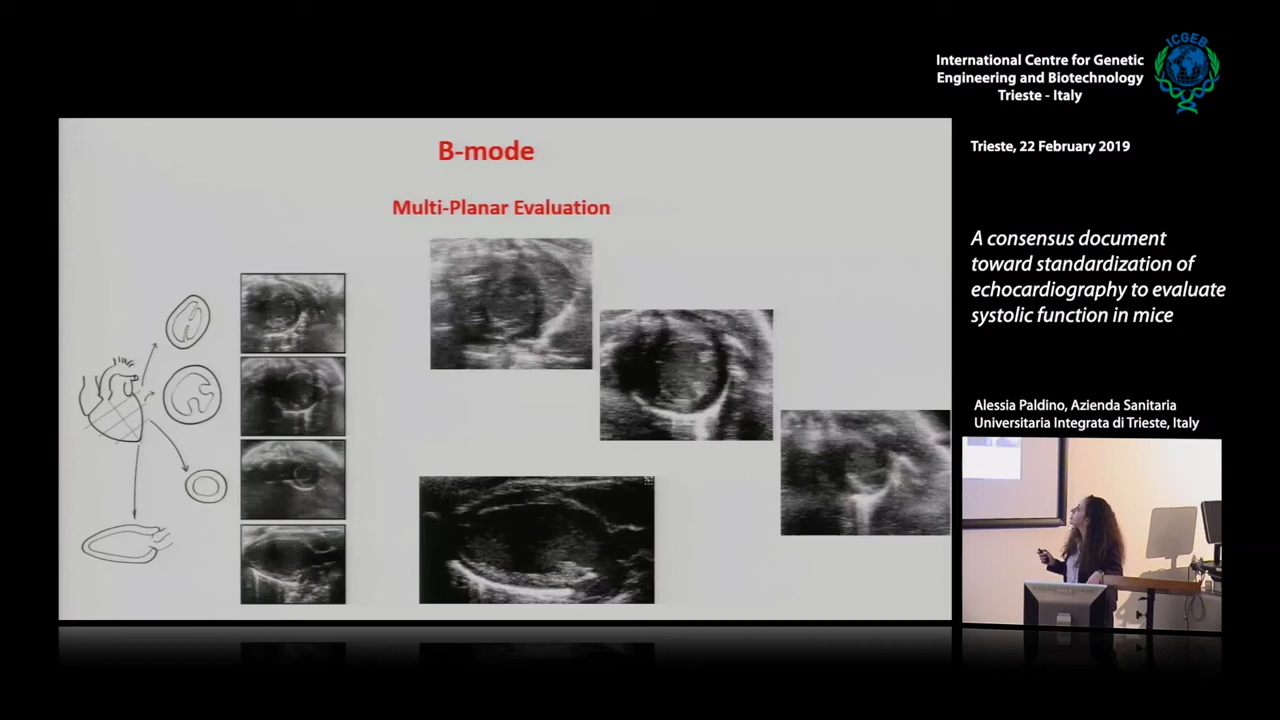 International Centre for Genetic
Engineering and Biotechnology
Trieste - Italy
ICGEB
Trieste, 22 February 2019
B-mode
Multi-Planar Evaluation
A consensus document
toward standardization of
echocardiography to evaluate
systolic function in mice
Alessia Paldino, Azienda Sanitaria
Universitaria Integrata di Trieste, Italy